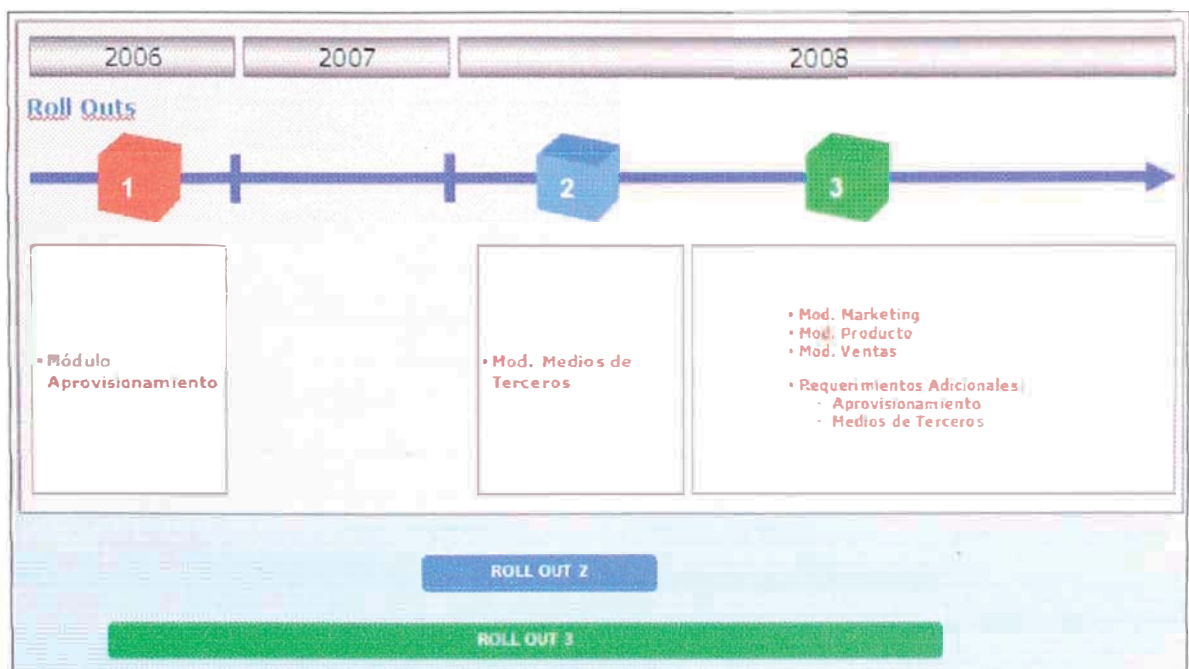 2006
2007
2008
Roll Outs
1
2
3
• Módulo
Aprovisionamiento
• Mod. Medios de
Terceros
• Mod. Marketing
• Mod. Producto
• Mod. Ventas
• Requerimientos Adicionales
- Aprovisionamiento
- Medios de Terceros
ROLL OUT 2
ROLL OUT 3